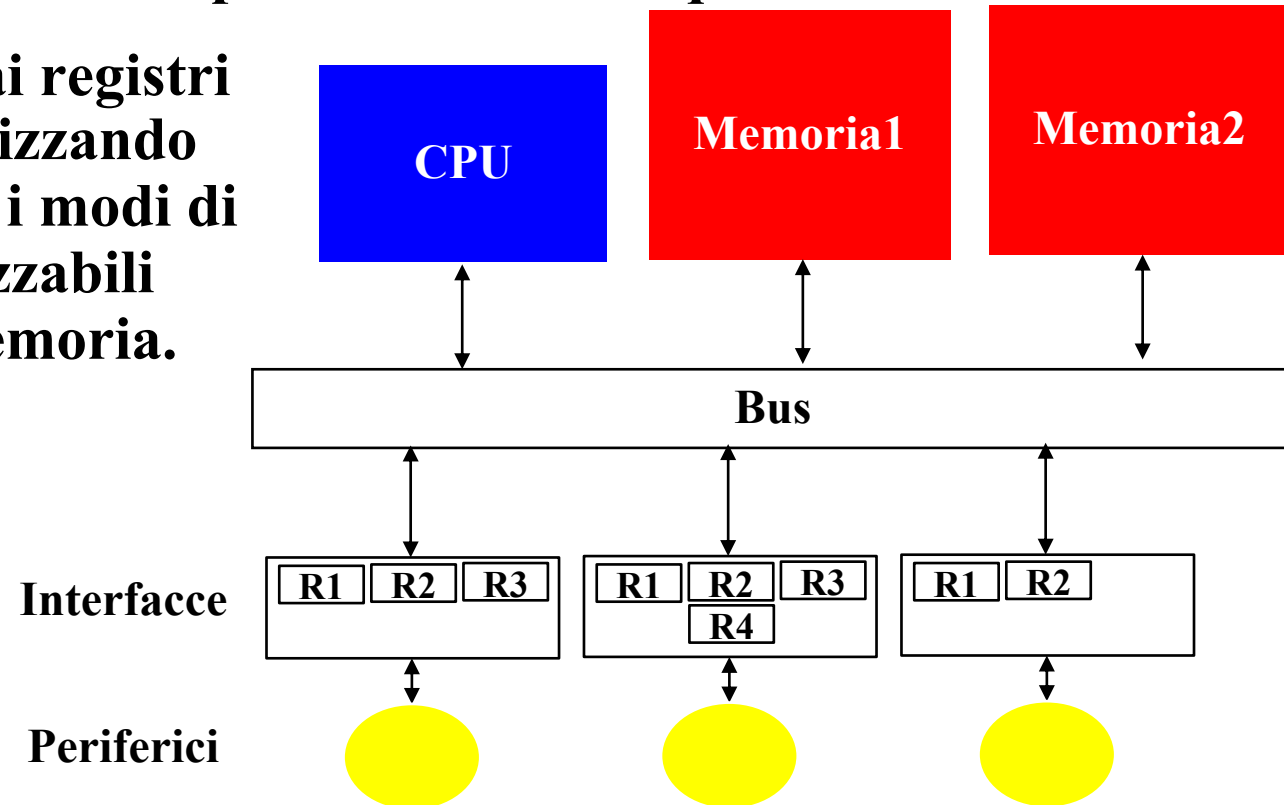 ai registri
izzando
i modi di
zzabili
emoria.
CPU
Memoria1
Memoria2
Bus
Interfacce
R1 R2 R3
R1 R2 R3
R4
R1 R2
Periferici